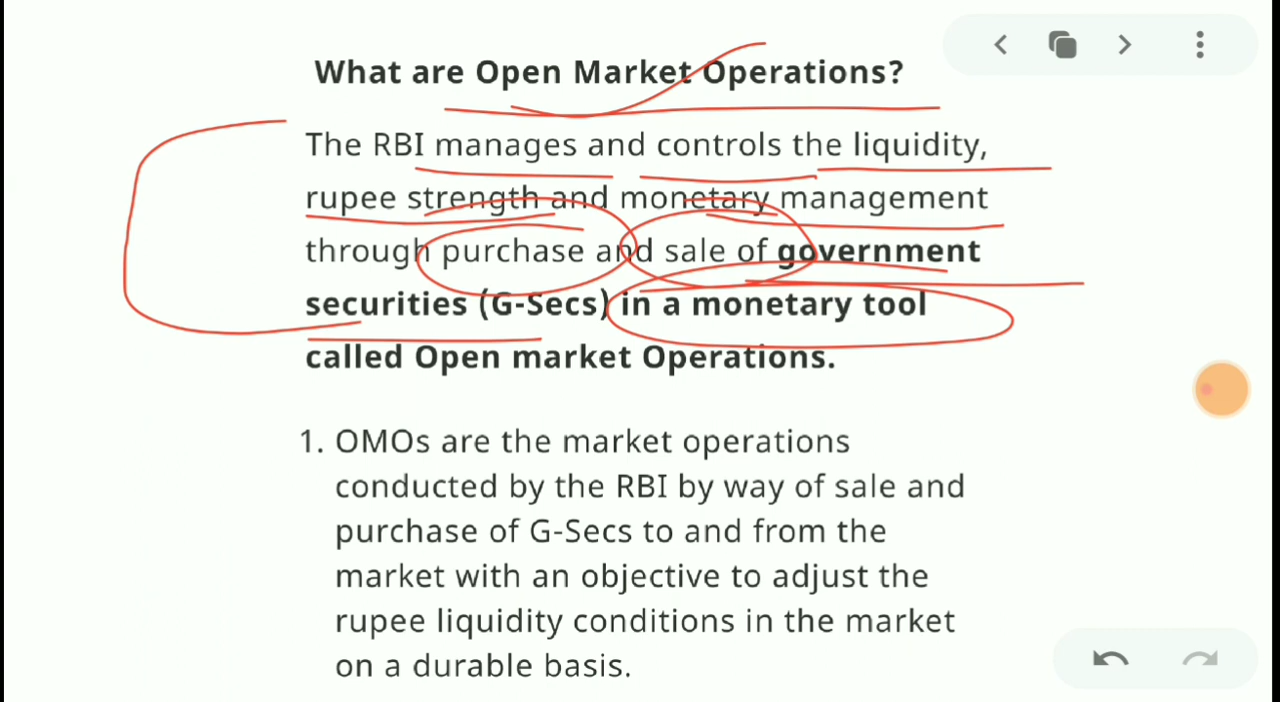 What are Open Market Operations?
The RBI manages and controls the liquidity,
rupee strength and monetary management
through purchase and sale of government
securities (G-Secs) in a monetary tool
called Open market Operations.
1. OMOs are the market operations
conducted by the RBI by way of sale and
purchase of G-Secs to and from the
market with an objective to adjust the
rupee liquidity conditions in the market
on a durable basis.